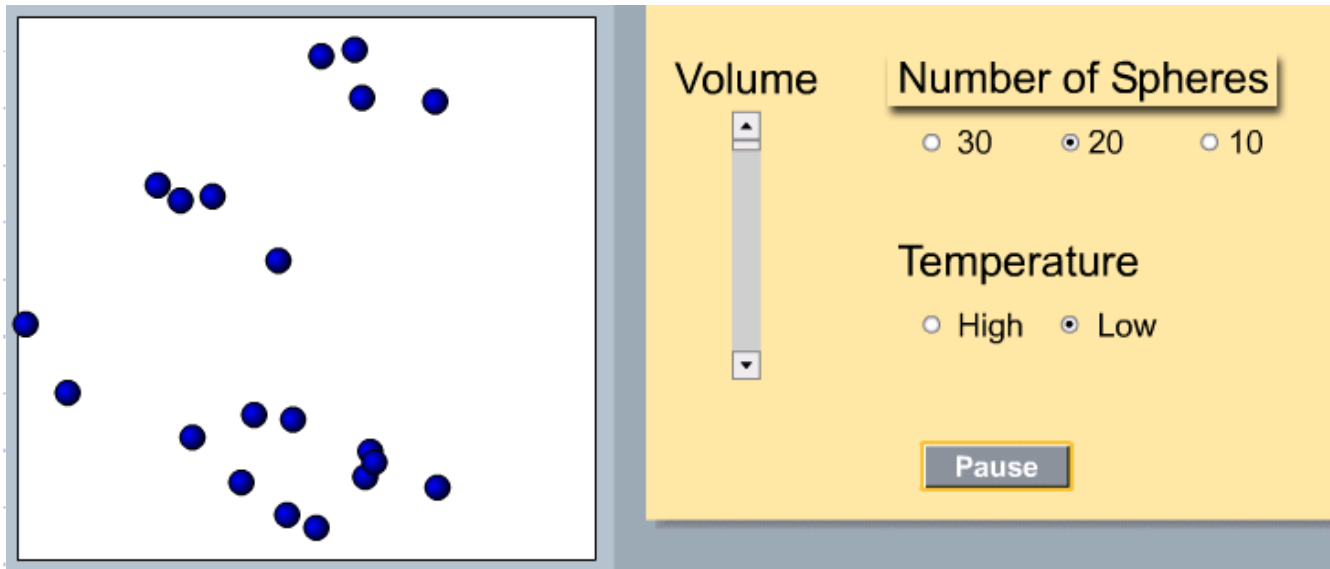 Volume
Number of Spheres
30 20 10
Temperature
High Low
Pause